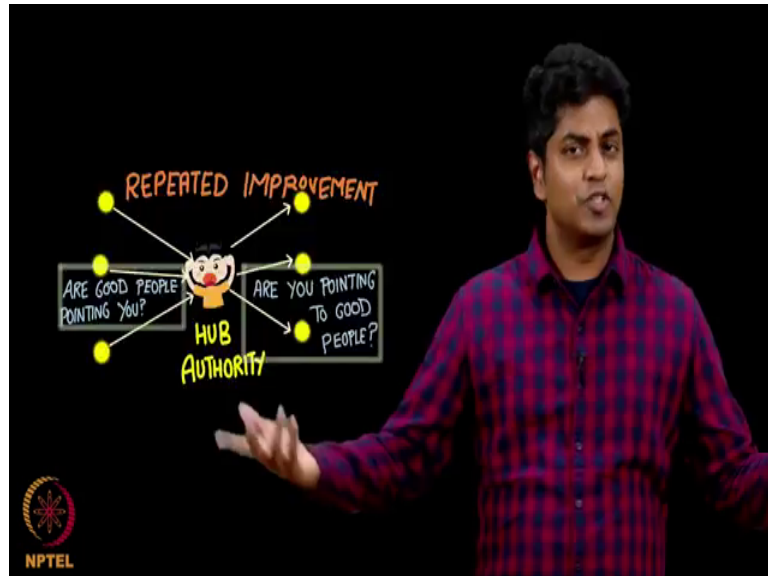 REPEATED IMPROVEMENT
ARE GOOD PEOPLE
POINTING YOU?
ARE YOU POINTING
TO GOOD
PEOPLE?
HUB
AUTHORITY
NPTEL